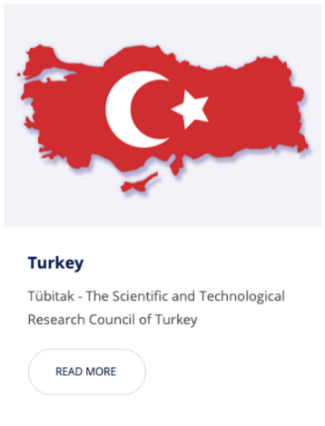 Turkey
Tübitak - The Scientific and Technological
Research Council of Turkey
READ MORE